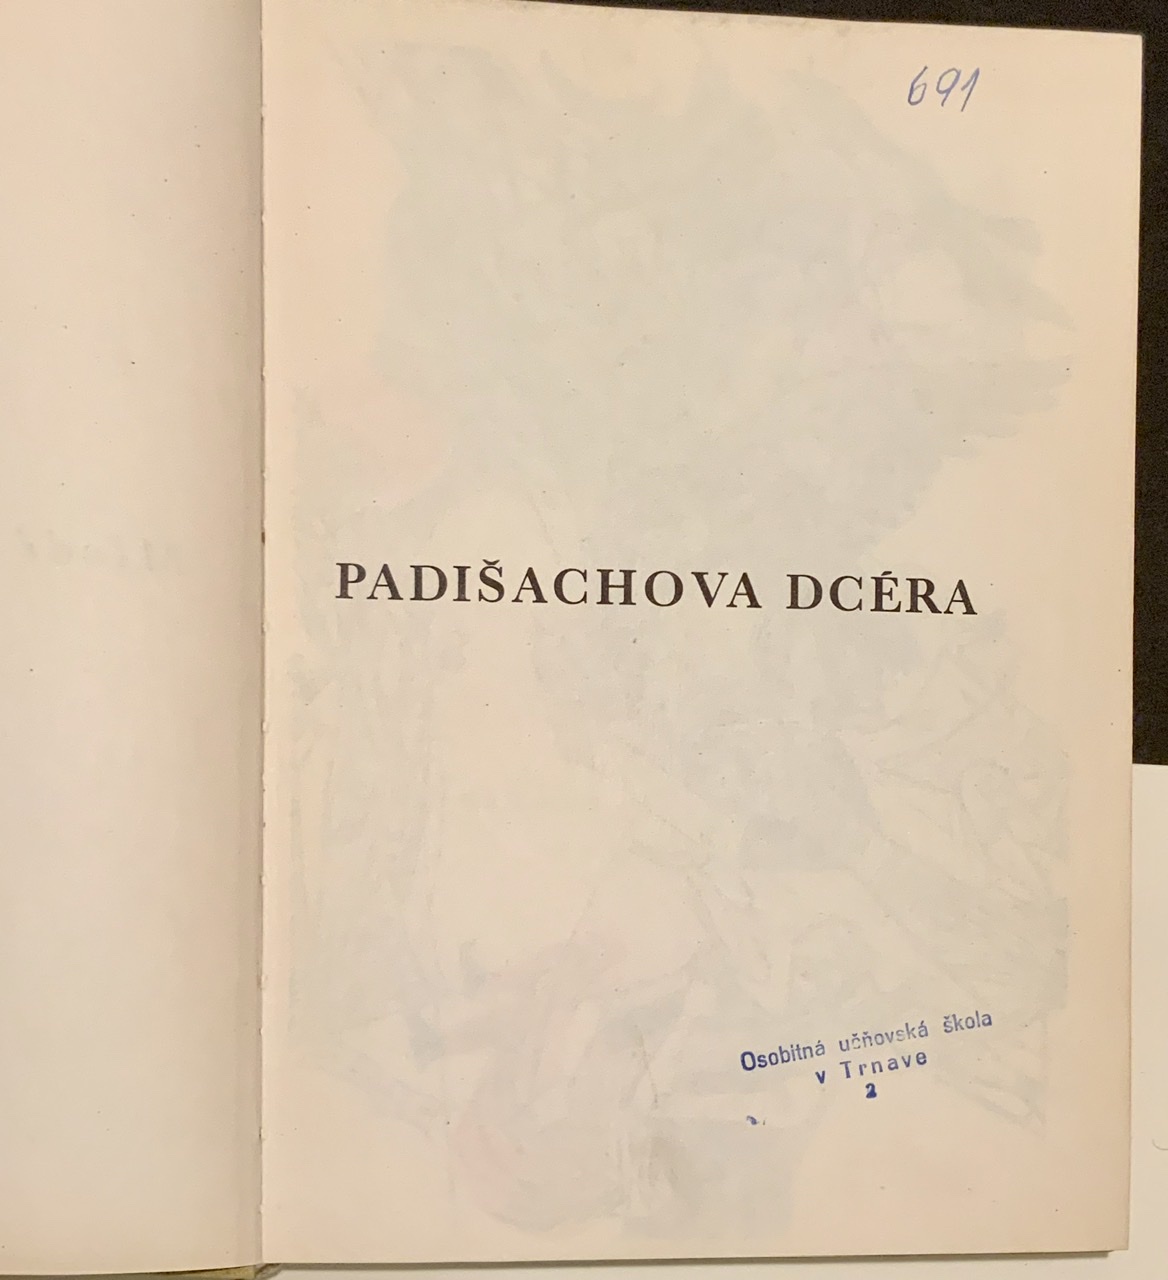 691
PADIŠACHOVA DCÉRA
Osobitná učňovská škola
v Trnave
2